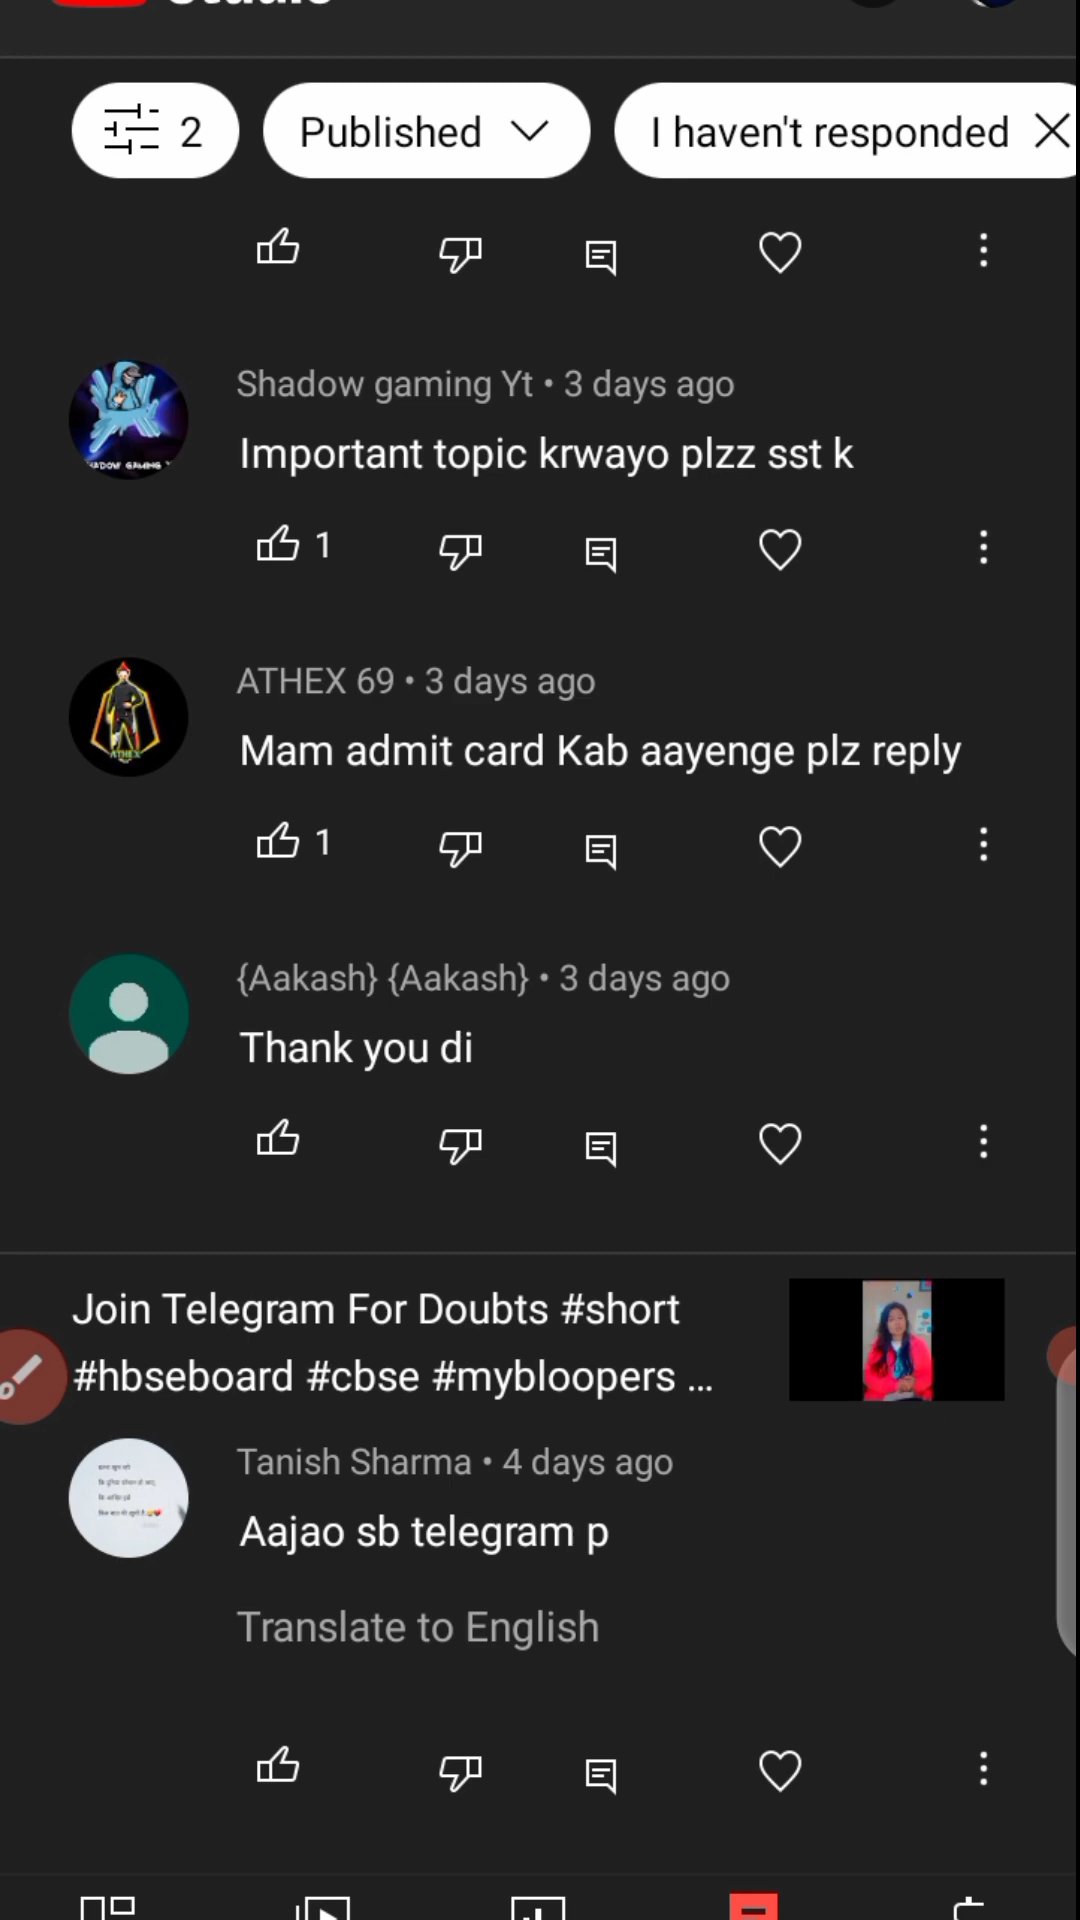 2
Published
I haven't responded
Shadow gaming Yt • 3 days ago
Important topic krwayo plzz sst k
1
ATHEX 69 • 3 days ago
Mam admit card Kab aayenge plz reply
1
{Aakash} {Aakash} • 3 days ago
Thank you di
Join Telegram For Doubts #short
#hbseboard #cbse #mybloopers ...
Tanish Sharma • 4 days ago
Aajao sb telegram p
Translate to English